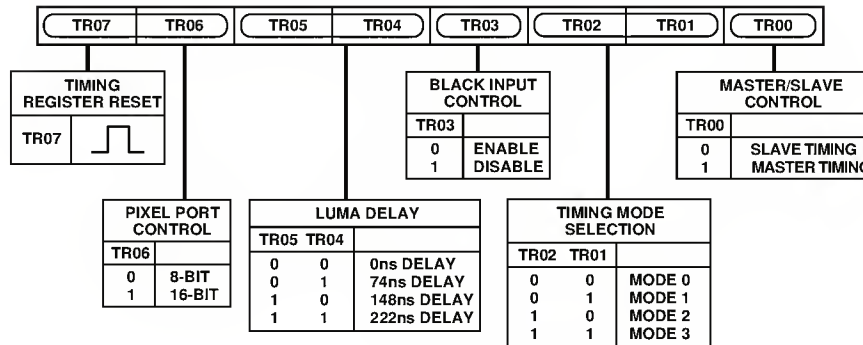 TR07 TR06 TR05 TR04 TR03 TR02 TR01 TR00
TIMING
REGISTER RESET
TR07
BLACK INPUT
CONTROL
TR03
0 ENABLE
1 DISABLE
MASTER/SLAVE
CONTROL
TR00
0 SLAVE TIMING
1 MASTER TIMING
PIXEL PORT
CONTROL
TR06
0 8-BIT
1 16-BIT
LUMA DELAY
TR05 TR04
0 0 0ns DELAY
0 1 74ns DELAY
1 0 148ns DELAY
1 1 222ns DELAY
TIMING MODE
SELECTION
TR02 TR01
0 0 MODE 0
0 1 MODE 1
1 0 MODE 2
1 1 MODE 3